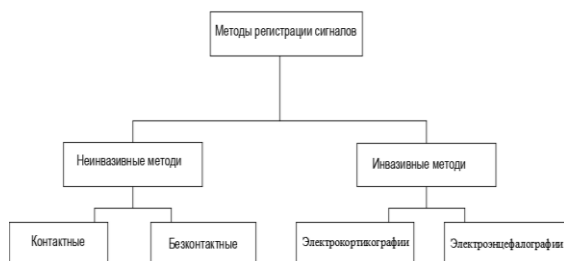 Методы регистрации сигналов
Неинвазивные методи
Инвазивные методи
Контактные
Безконтактные
Электрокортикографии
Электроэнцефалографии